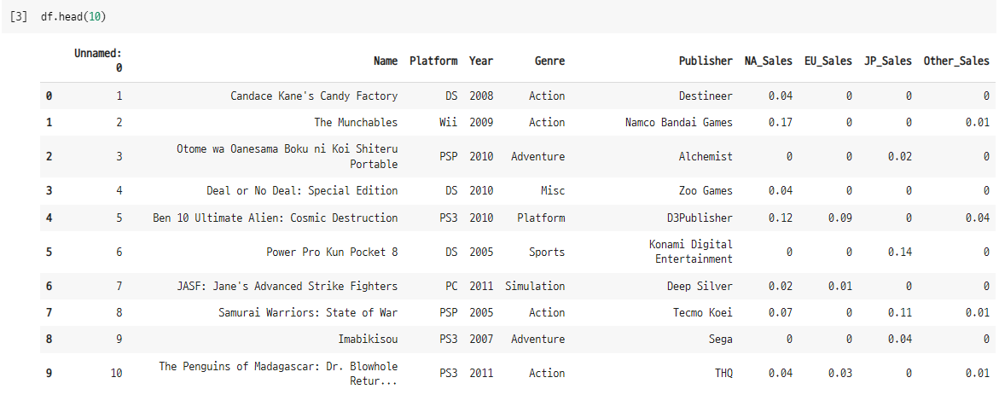 [3] df.head(10)
Unnamed: 0 Name Platform Year Genre Publisher NA_Sales EU_Sales JP_Sales Other_Sales
0 1 Candace Kane's Candy Factory DS 2008 Action Destineer 0.04 0 0 0
1 2 The Munchables Wii 2009 Action Namco Bandai Games 0.17 0 0 0.01
2 3 Otome wa Oanesama Boku ni Koi Shiteru Portable PSP 2010 Adventure Alchemist 0 0 0.02 0
3 4 Deal or No Deal: Special Edition DS 2010 Misc Zoo Games 0.04 0 0 0
4 5 Ben 10 Ultimate Alien: Cosmic Destruction PS3 2010 Platform D3Publisher 0.12 0.09 0 0.04
5 6 Power Pro Kun Pocket 8 DS 2005 Sports Konami Digital Entertainment 0 0 0.14 0
6 7 JASF: Jane's Advanced Strike Fighters PC 2011 Simulation Deep Silver 0.02 0.01 0 0
7 8 Samurai Warriors: State of War PSP 2005 Action Tecmo Koei 0.07 0 0.11 0.01
8 9 Imabikisou PS3 2007 Adventure Sega 0 0 0.04 0
9 10 The Penguins of Madagascar: Dr. Blowhole Retur... PS3 2011 Action THQ 0.04 0.03 0 0.01